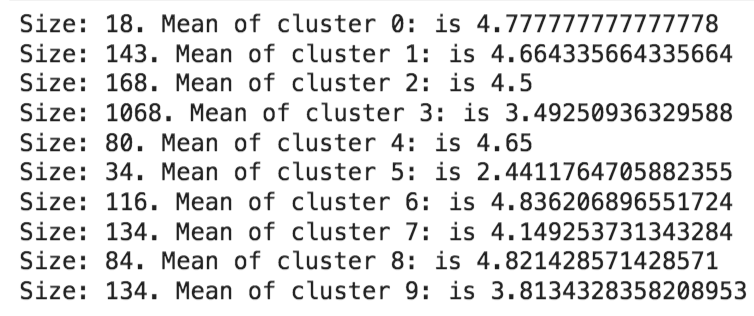 Size: 18. Mean of cluster 0: is 4.777777777777778
Size: 143. Mean of cluster 1: is 4.664335664335664
Size: 168. Mean of cluster 2: is 4.5
Size: 1068. Mean of cluster 3: is 3.49250936329588
Size: 80. Mean of cluster 4: is 4.65
Size: 34. Mean of cluster 5: is 2.4411764705882355
Size: 116. Mean of cluster 6: is 4.836206896551724
Size: 134. Mean of cluster 7: is 4.149253731343284
Size: 84. Mean of cluster 8: is 4.821428571428571
Size: 134. Mean of cluster 9: is 3.8134328358208953